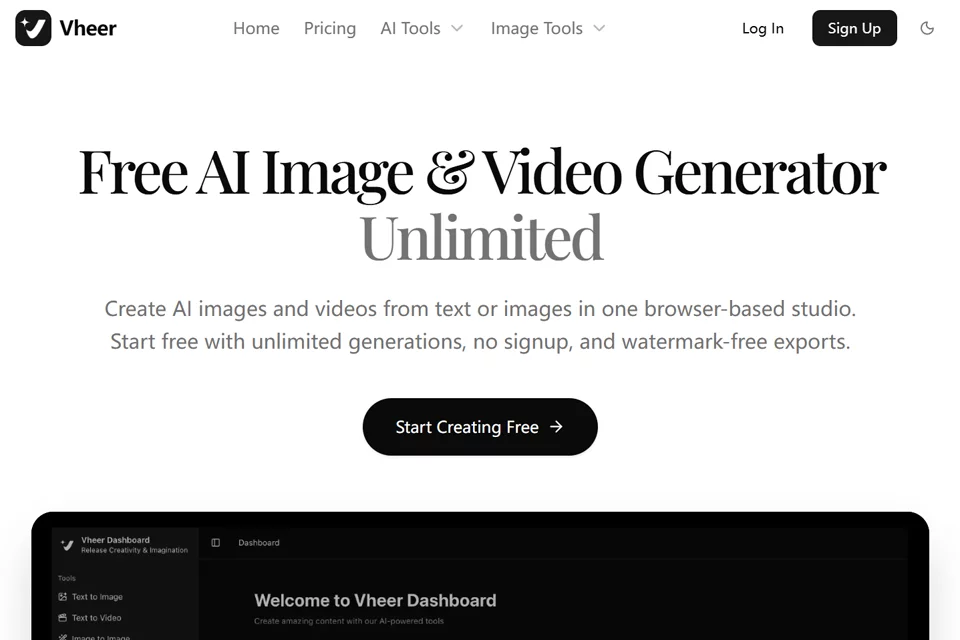 Vheer
Home
Pricing
AI Tools
Image Tools
Log In
Sign Up
Free AI Image & Video Generator
Unlimited
Create AI images and videos from text or images in one browser-based studio.
Start free with unlimited generations, no signup, and watermark-free exports.
Start Creating Free →
Vheer Dashboard
Release Creativity & Imagination
Dashboard
Tools
Text to Image
Text to Video
Image to Image
Welcome to Vheer Dashboard
Create amazing content with our AI-powered tools